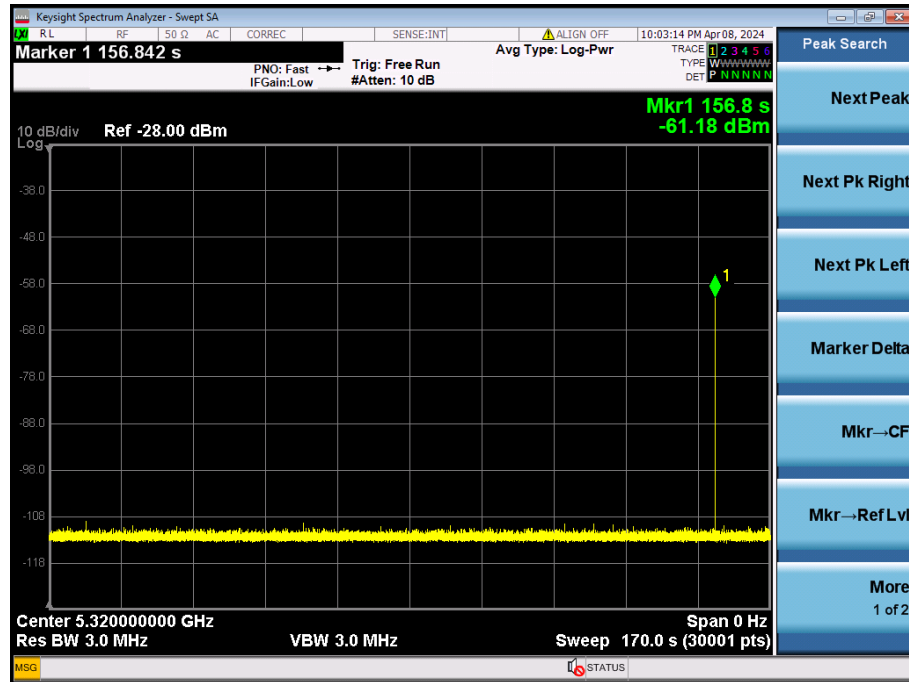 Keysight Spectrum Analyzer - Swept SA
LXI RL RF 50 Ω AC CORREC SENSE:INT ALIGN OFF 10:03:14 PM Apr 08, 2024
Marker 1 156.842 s
PNO: Fast
IFGain:Low
Trig: Free Run
#Atten: 10 dB
Avg Type: Log-Pwr
TRACE 1 2 3 4 5 6
TYPE WWWWWW
DET P N N N N N
Mkr1 156.8 s
-61.18 dBm
10 dB/div Ref -28.00 dBm
Log
1
-38.0
-48.0
-58.0
-68.0
-78.0
-88.0
-98.0
-108
-118
Center 5.320000000 GHz Span 0 Hz
Res BW 3.0 MHz VBW 3.0 MHz Sweep 170.0 s (30001 pts)
MSG STATUS
Peak Search
Next Peak
Next Pk Right
Next Pk Left
Marker Delta
Mkr→CF
Mkr→Ref Lvl
More
1 of 2